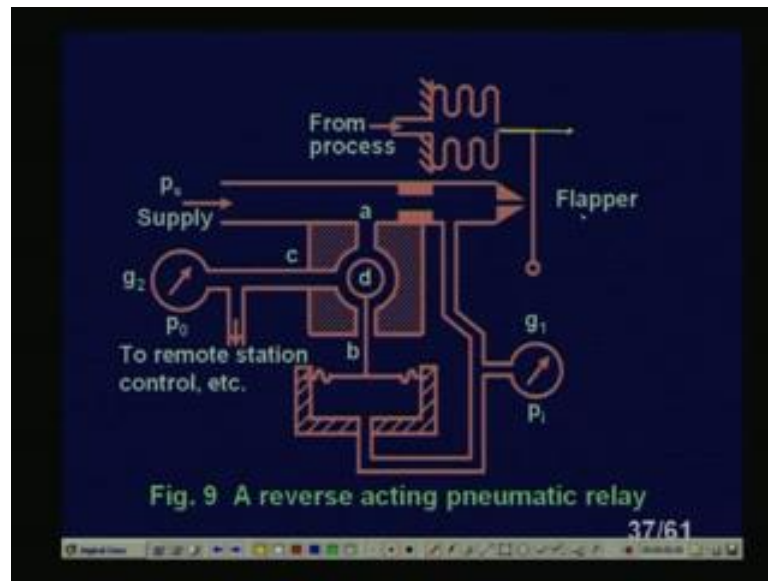 From
process
ps
Supply
a
Flapper
c
d
g2
p0
g1
b
To remote station
control, etc.
pi
Fig. 9 A reverse acting pneumatic relay
37/61